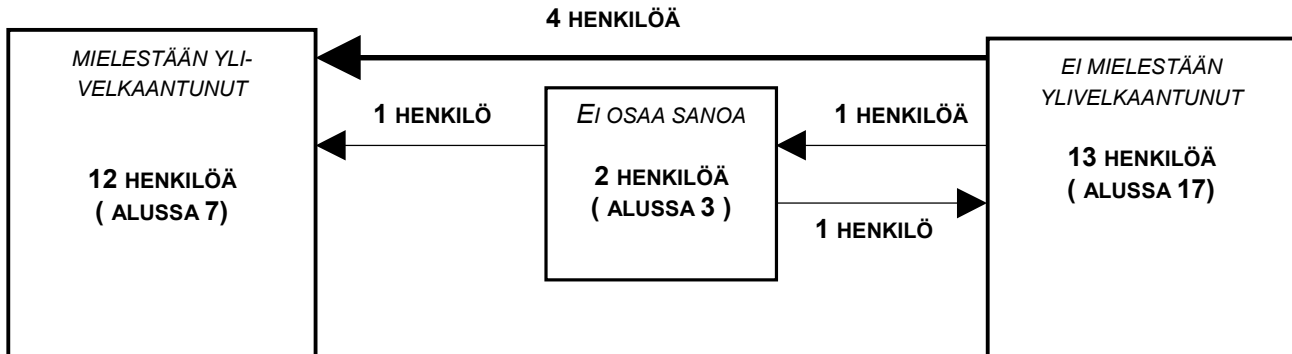 4 HENKILÖÄ
MIELESTÄÄN YLI-
VELKAANTUNUT
12 HENKILÖÄ
( ALUSSA 7)
1 HENKILÖ
EI OSAA SANOA
2 HENKILÖÄ
( ALUSSA 3 )
1 HENKILÖÄ
1 HENKILÖ
EI MIELESTÄÄN
YLIVELKAANTUNUT
13 HENKILÖÄ
( ALUSSA 17)